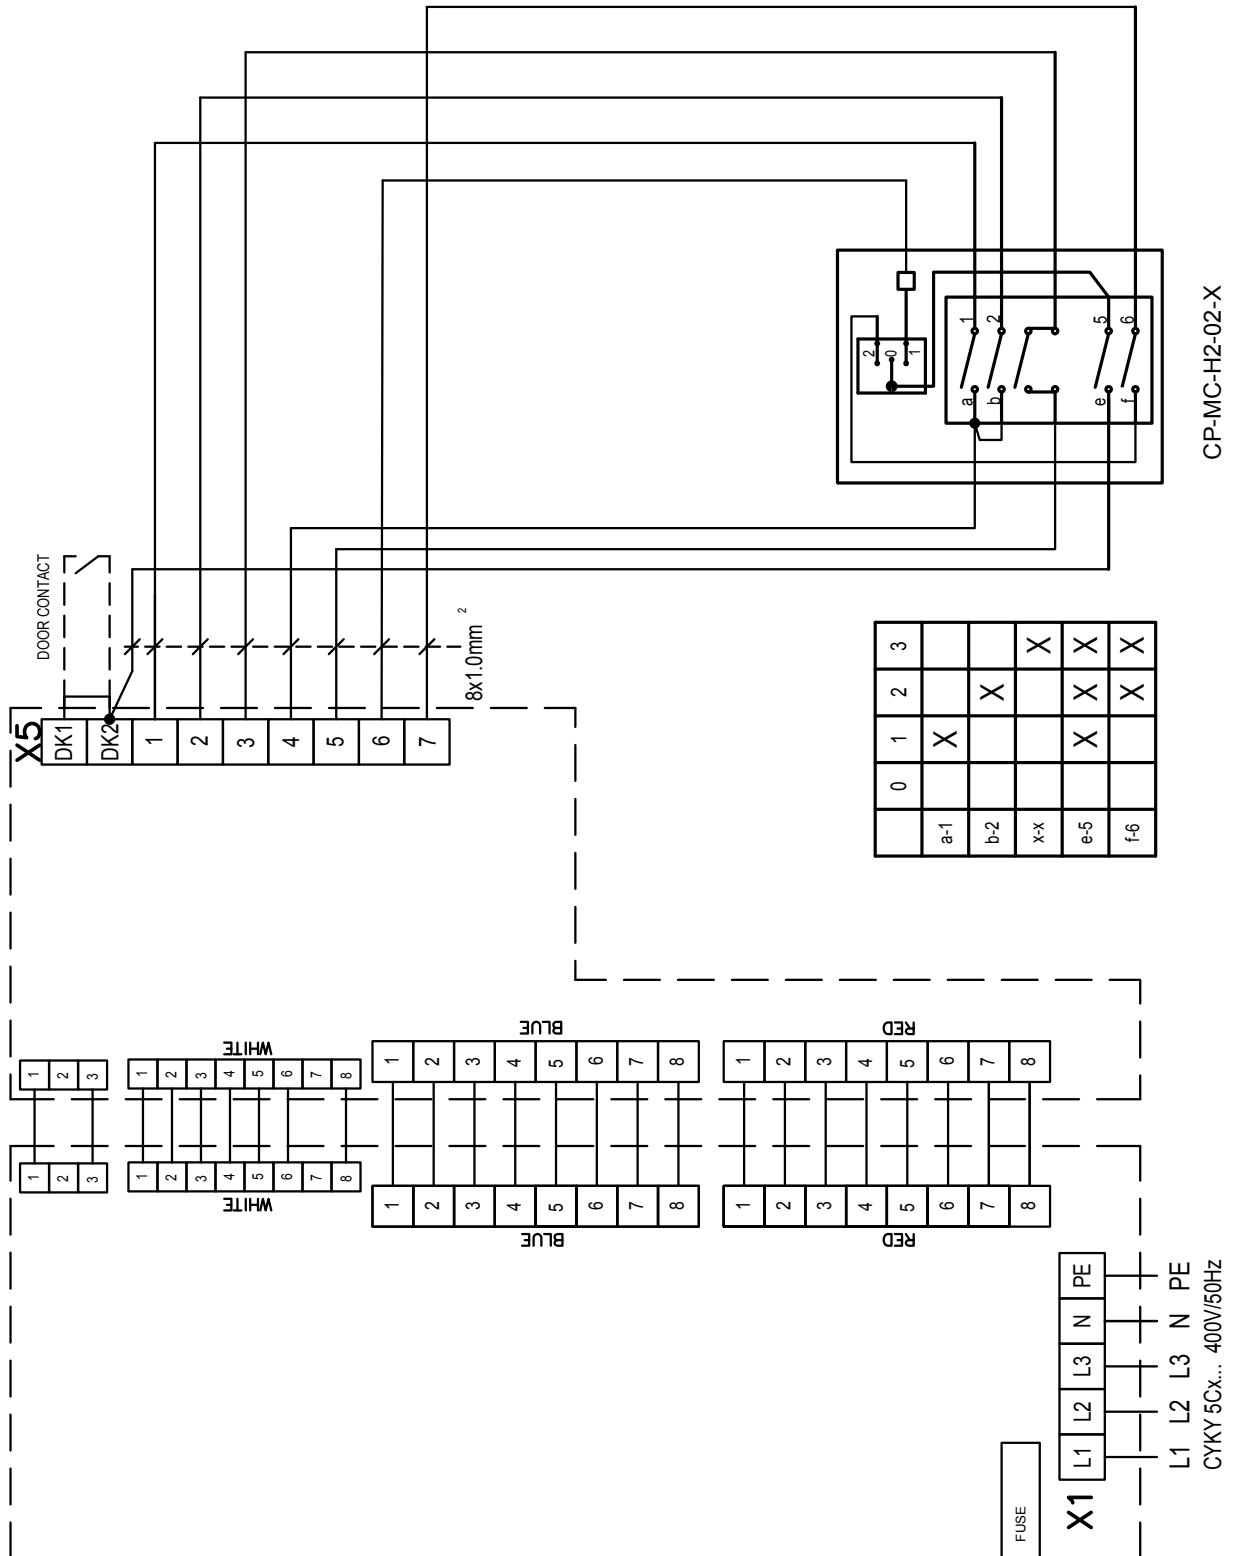 DOOR CONTACT
X5
DK1
DK2
1
2
3
4
5
6
7
8x1.0mm 2
CP-MC-H2-02-X
2
0
1
1
2
5
6
a
b
e
f
0 1 2 3
a-1 X
b-2 X
x-x X
e-5 X X X
f-6 X X
1 2 3
WHITE
1 2 3 4 5 6 7 8
BLUE
1 2 3 4 5 6 7 8
RED
1 2 3 4 5 6 7 8
1 2 3
1 2 3 4 5 6 7 8
WHITE
1 2 3 4 5 6 7 8
BLUE
1 2 3 4 5 6 7 8
RED
FUSE
X1
L1 L2 L3 N PE
L1 L2 L3 N PE
CYKY 5Cx... 400V/50Hz